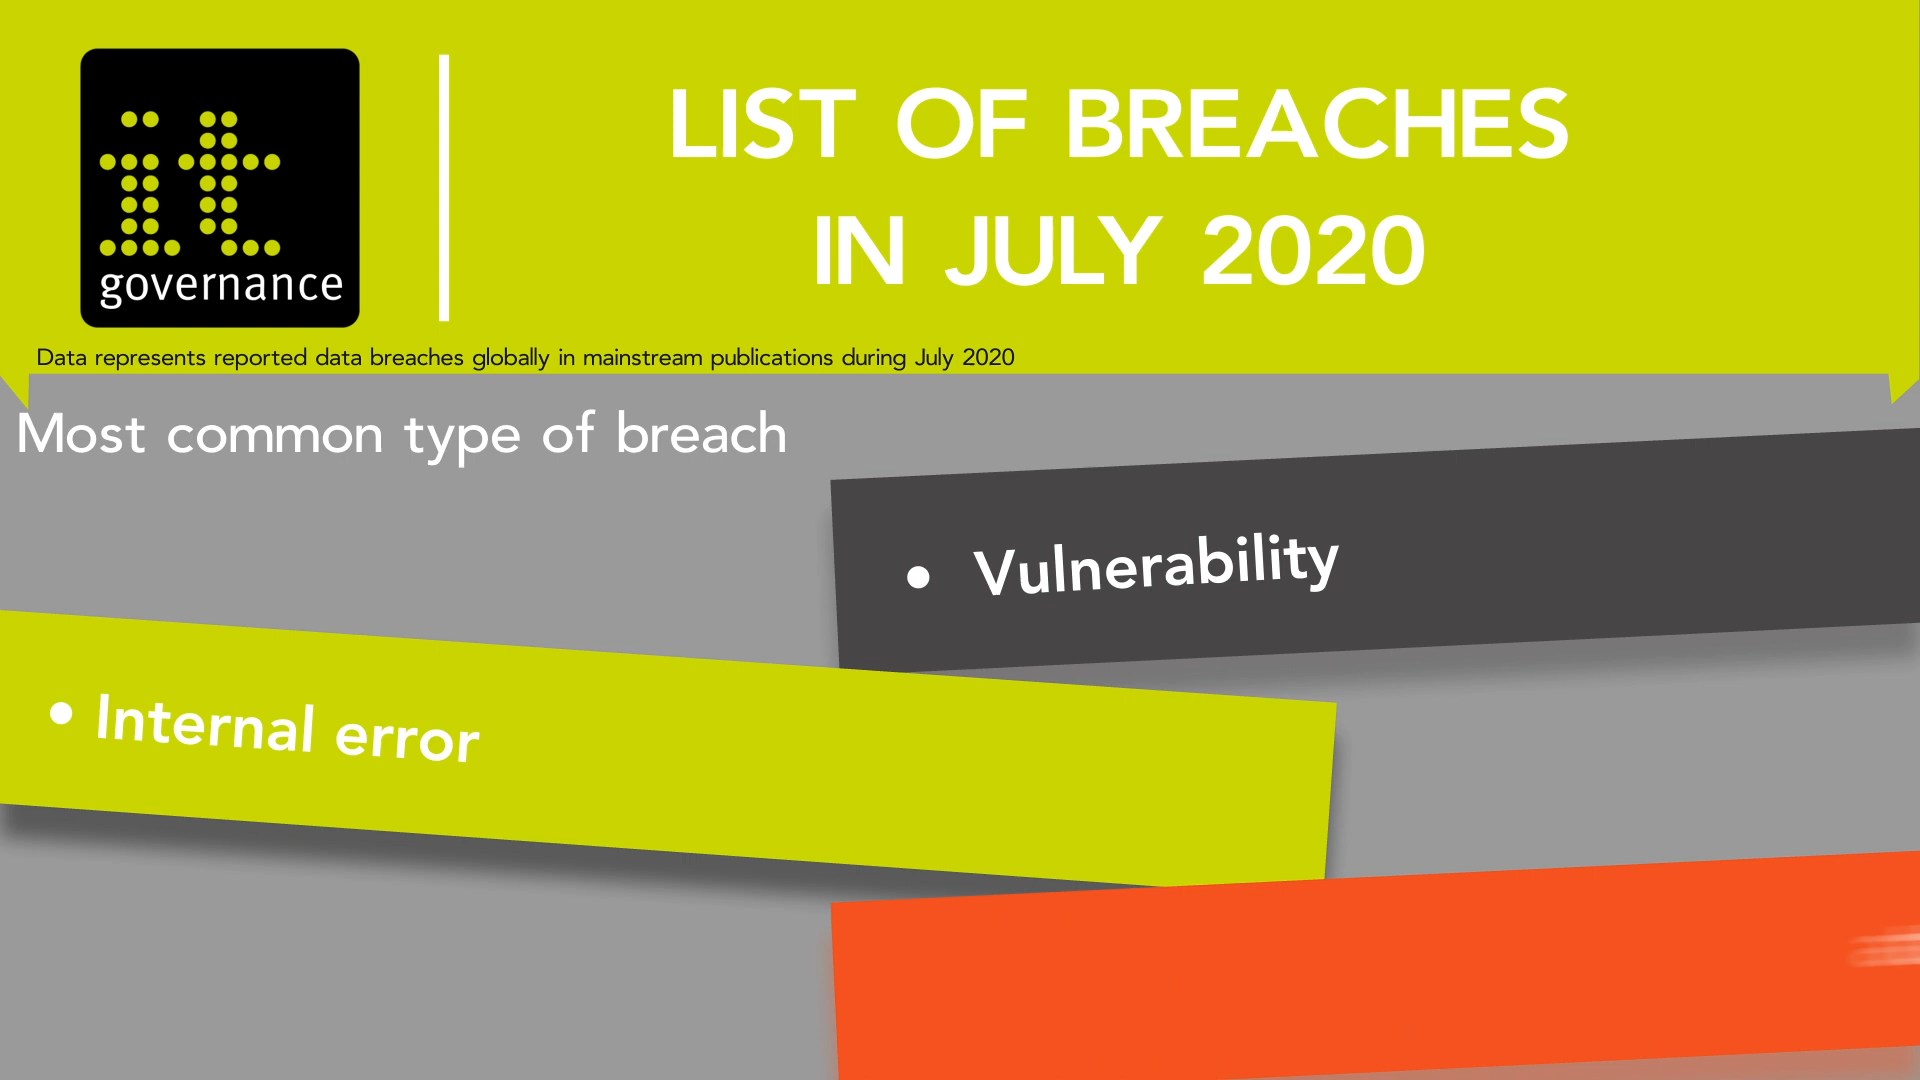 it
governance
LIST OF BREACHES
IN JULY 2020
Data represents reported data breaches globally in mainstream publications during July 2020
Most common type of breach
• Vulnerability
• Internal error